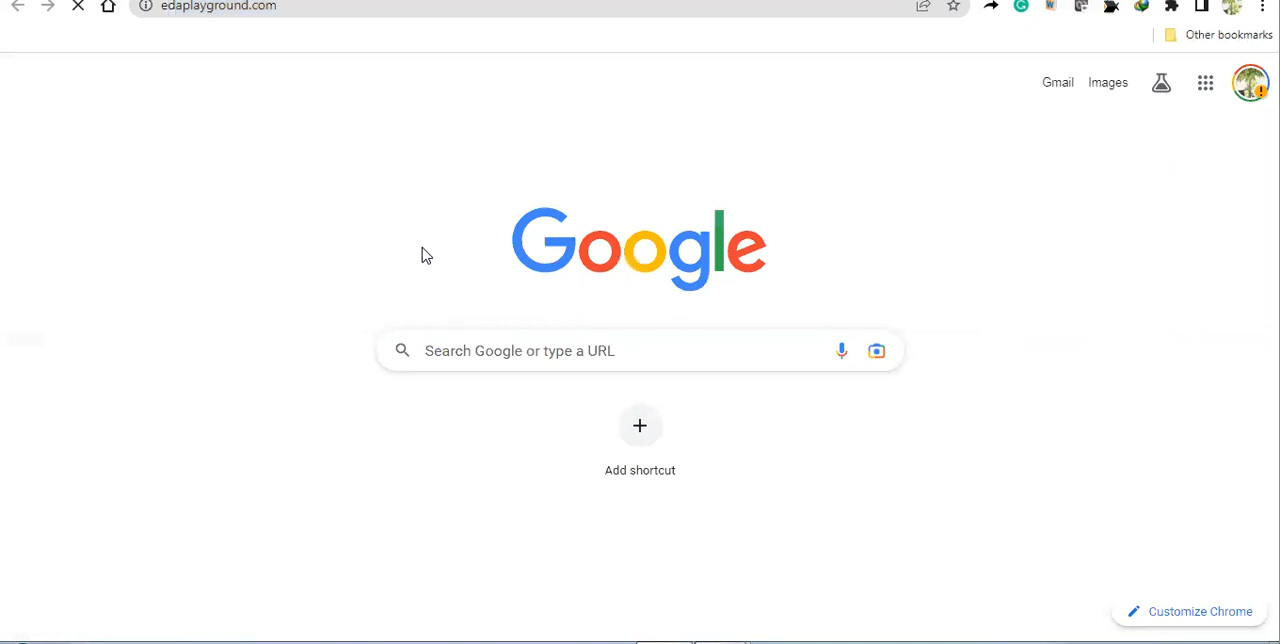 edaplayground.com
Other bookmarks
Gmail Images
Google
Search Google or type a URL
Add shortcut
Customize Chrome